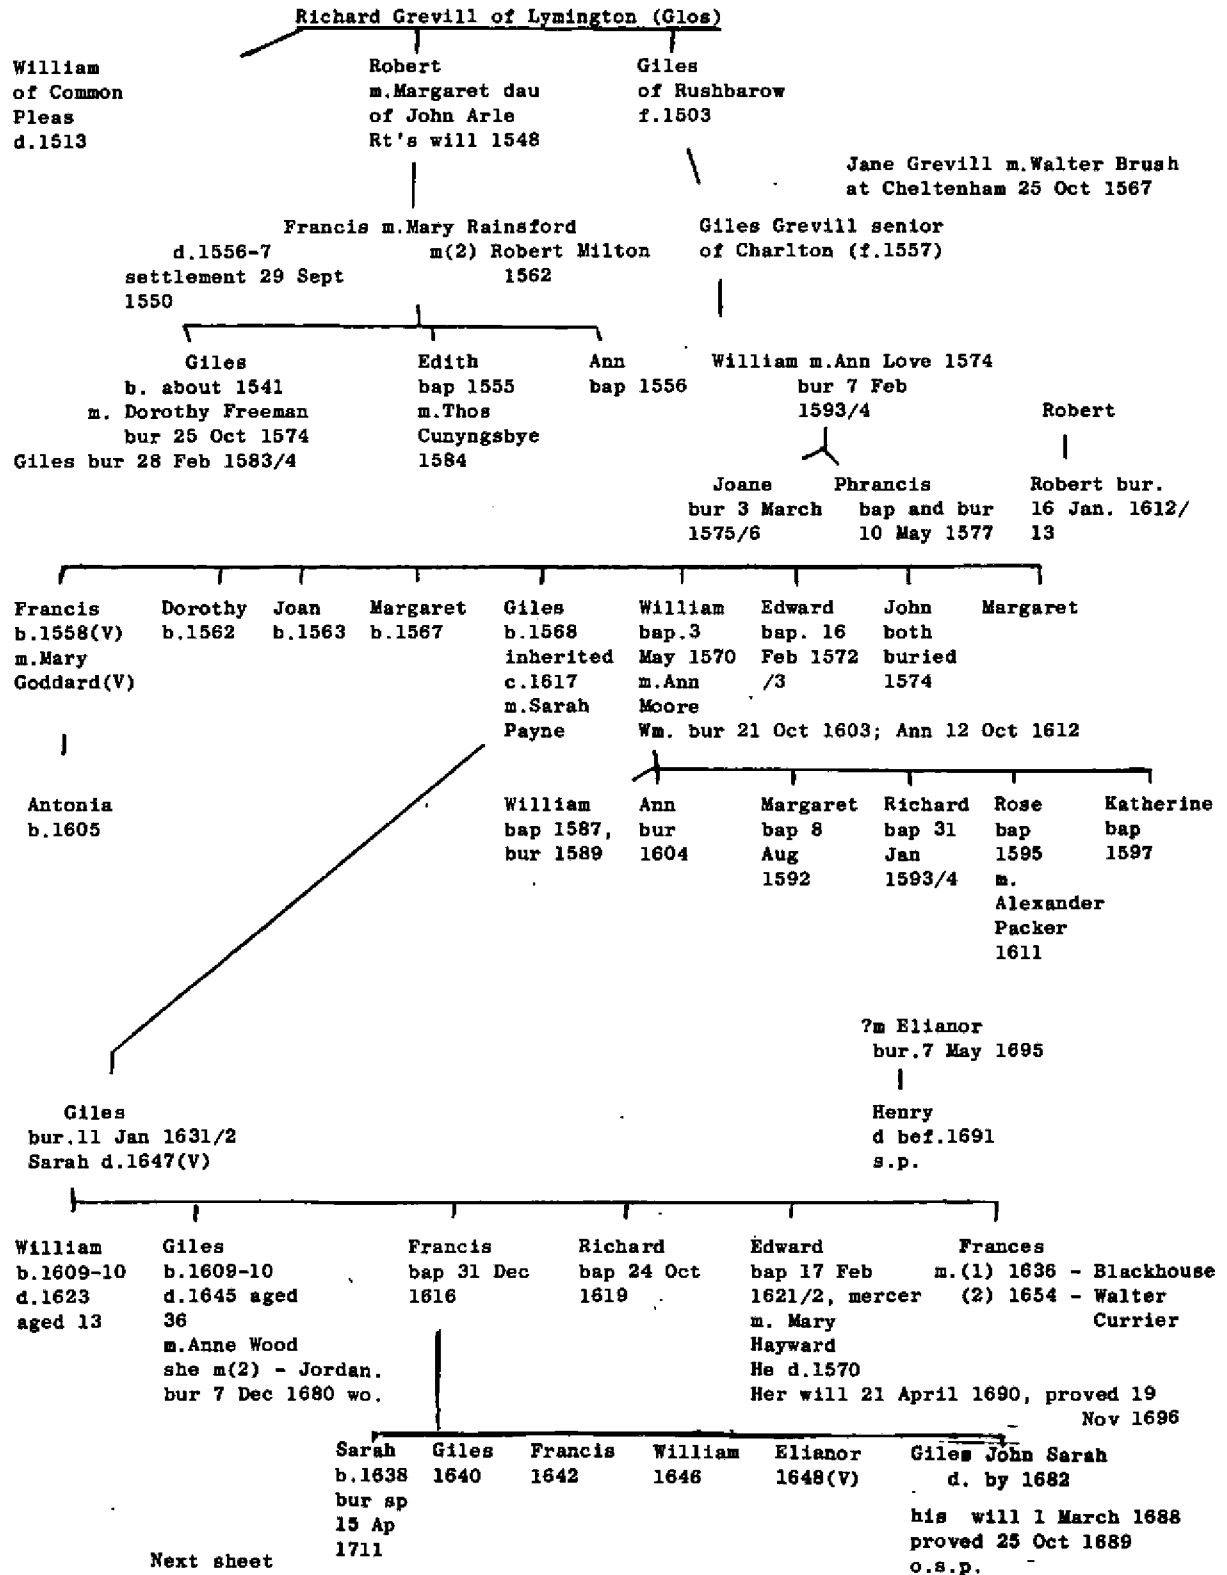 Richard Grevill of Lymington (Glos)
William
of Common
Pleas
d.1513
Robert
m.Margaret dau
of John Arle
Rt's will 1548
Giles
of Rushbarow
f.1503
Jane Grevill m.Walter Brush
at Cheltenham 25 Oct 1567
Francis m.Mary Rainsford
d.1556-7
settlement 29 Sept
1550
m(2) Robert Milton
1562
Giles Grevill senior
of Charlton (f.1557)
Giles
b. about 1541
m. Dorothy Freeman
bur 25 Oct 1574
Giles bur 28 Feb 1583/4
Edith
bap 1555
m.Thos
Cunyngsbye
1584
Ann
bap 1556
William m.Ann Love 1574
bur 7 Feb
1593/4
Robert
Joane
bur 3 March
1575/6
Phrancis
bap and bur
10 May 1577
Robert bur.
16 Jan. 1612/
13
Francis
b.1558(V)
m.Mary
Goddard(V)
Dorothy
b.1562
Joan
b.1563
Margaret
b.1567
Giles
b.1568
inherited
c.1617
m.Sarah
Payne
William
bap.3
May 1570
m.Ann
Moore
Wm. bur 21 Oct 1603; Ann 12 Oct 1612
Edward
bap. 16
Feb 1572
/3
John
both
buried
1574
Margaret
Antonia
b.1605
William
bap 1587,
bur 1589
Ann
bur
1604
Margaret
bap 8
Aug
1592
Richard
bap 31
Jan
1593/4
Rose
bap
1595
m.
Alexander
Packer
1611
Katherine
bap
1597
?m Elianor
bur.7 May 1695
Giles
bur.11 Jan 1631/2
Sarah d.1647(V)
Henry
d bef.1691
s.p.
William
b.1609-10
d.1623
aged 13
Giles
b.1609-10
d.1645 aged
36
m.Anne Wood
she m(2) - Jordan.
bur 7 Dec 1680 wo.
Francis
bap 31 Dec
1616
Richard
bap 24 Oct
1619
Edward
bap 17 Feb
1621/2, mercer
m. Mary
Hayward
He d.1570
Her will 21 April 1690, proved 19
Nov 1696
Frances
m.(1) 1636 - Blackhouse
(2) 1654 - Walter
Currier
Sarah
b.1638
bur sp
15 Ap
1711
Giles
1640
Francis
1642
William
1646
Elianor
1648(V)
Giles John Sarah
d. by 1682
his will 1 March 1688
proved 25 Oct 1689
o.s.p.
Next sheet